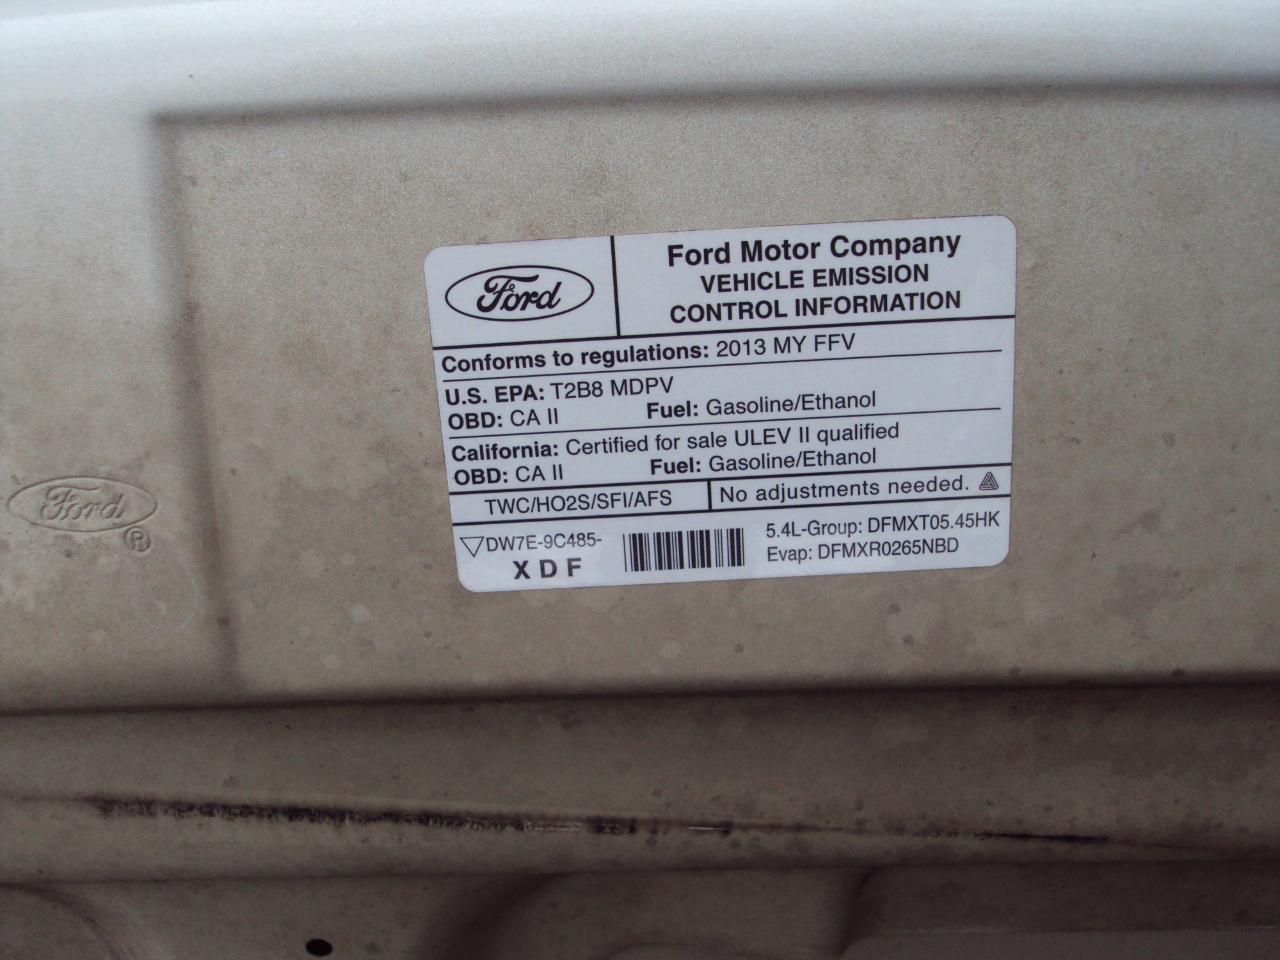 Ford
Ford Motor Company
VEHICLE EMISSION
CONTROL INFORMATION
Conforms to regulations: 2013 MY FFV
U.S. EPA: T2B8 MDPV
OBD: CA II Fuel: Gasoline/Ethanol
California: Certified for sale ULEV II qualified
OBD: CA II Fuel: Gasoline/Ethanol
TWC/HO2S/SFI/AFS No adjustments needed.
DW7E-9C485-
XDF
5.4L-Group: DFMXT05.45HK
Evap: DFMXR0265NBD
Ford
®